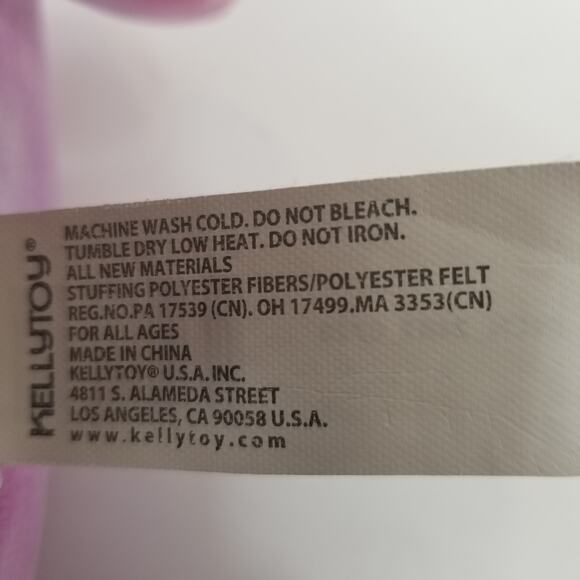 KELLYTOY®
MACHINE WASH COLD. DO NOT BLEACH.
TUMBLE DRY LOW HEAT. DO NOT IRON.
ALL NEW MATERIALS
STUFFING POLYESTER FIBERS/POLYESTER FELT
REG.NO.PA 17539 (CN). OH 17499.MA 3353(CN)
FOR ALL AGES
MADE IN CHINA
KELLYTOY® U.S.A.INC.
4811 S. ALAMEDA STREET
LOS ANGELES, CA 90058 U.S.A.
www.kellytoy.com